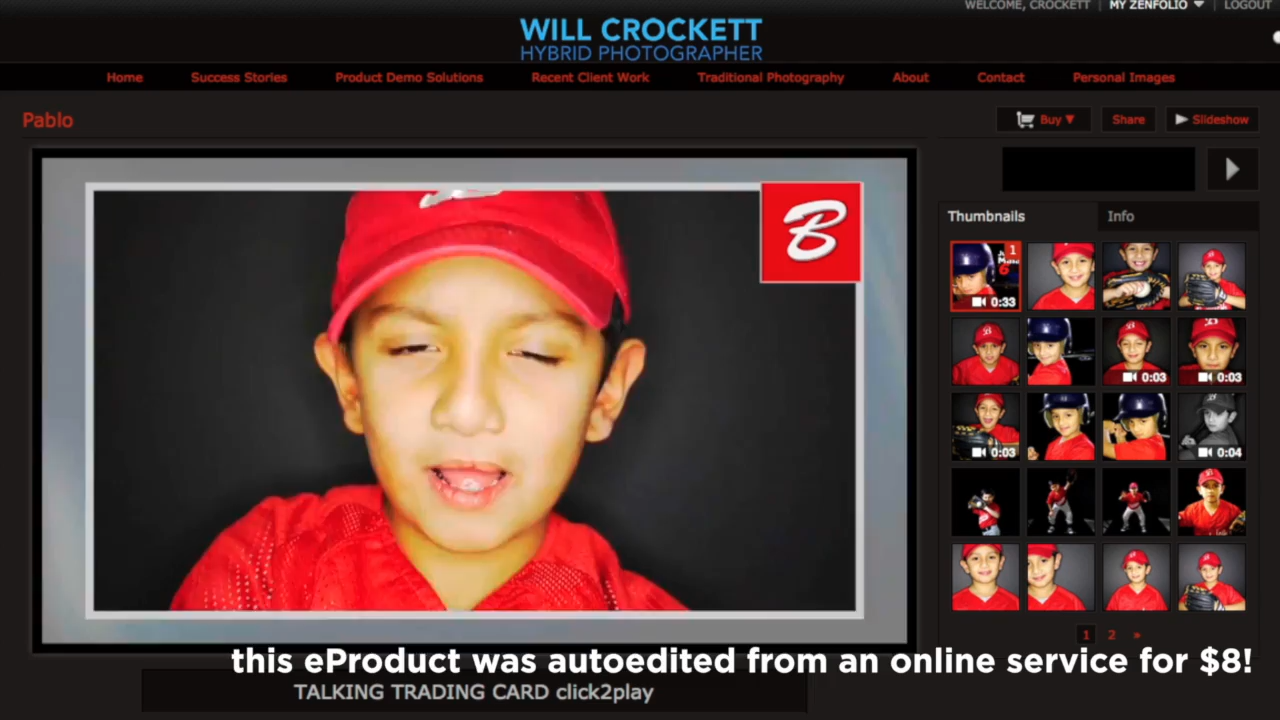 WELCOME, CROCKETT | MY ZENFOLIO ▼ | LOGOUT
WILL CROCKETT
HYBRID PHOTOGRAPHER
Home Success Stories Product Demo Solutions Recent Client Work Traditional Photography About Contact Personal Images
Pablo
Buy ▼ Share Slideshow
B
Thumbnails Info
1
0:33
0:03 0:03
0:03 0:04
1 2 »
this eProduct was autoedited from an online service for $8!
TALKING TRADING CARD click2play